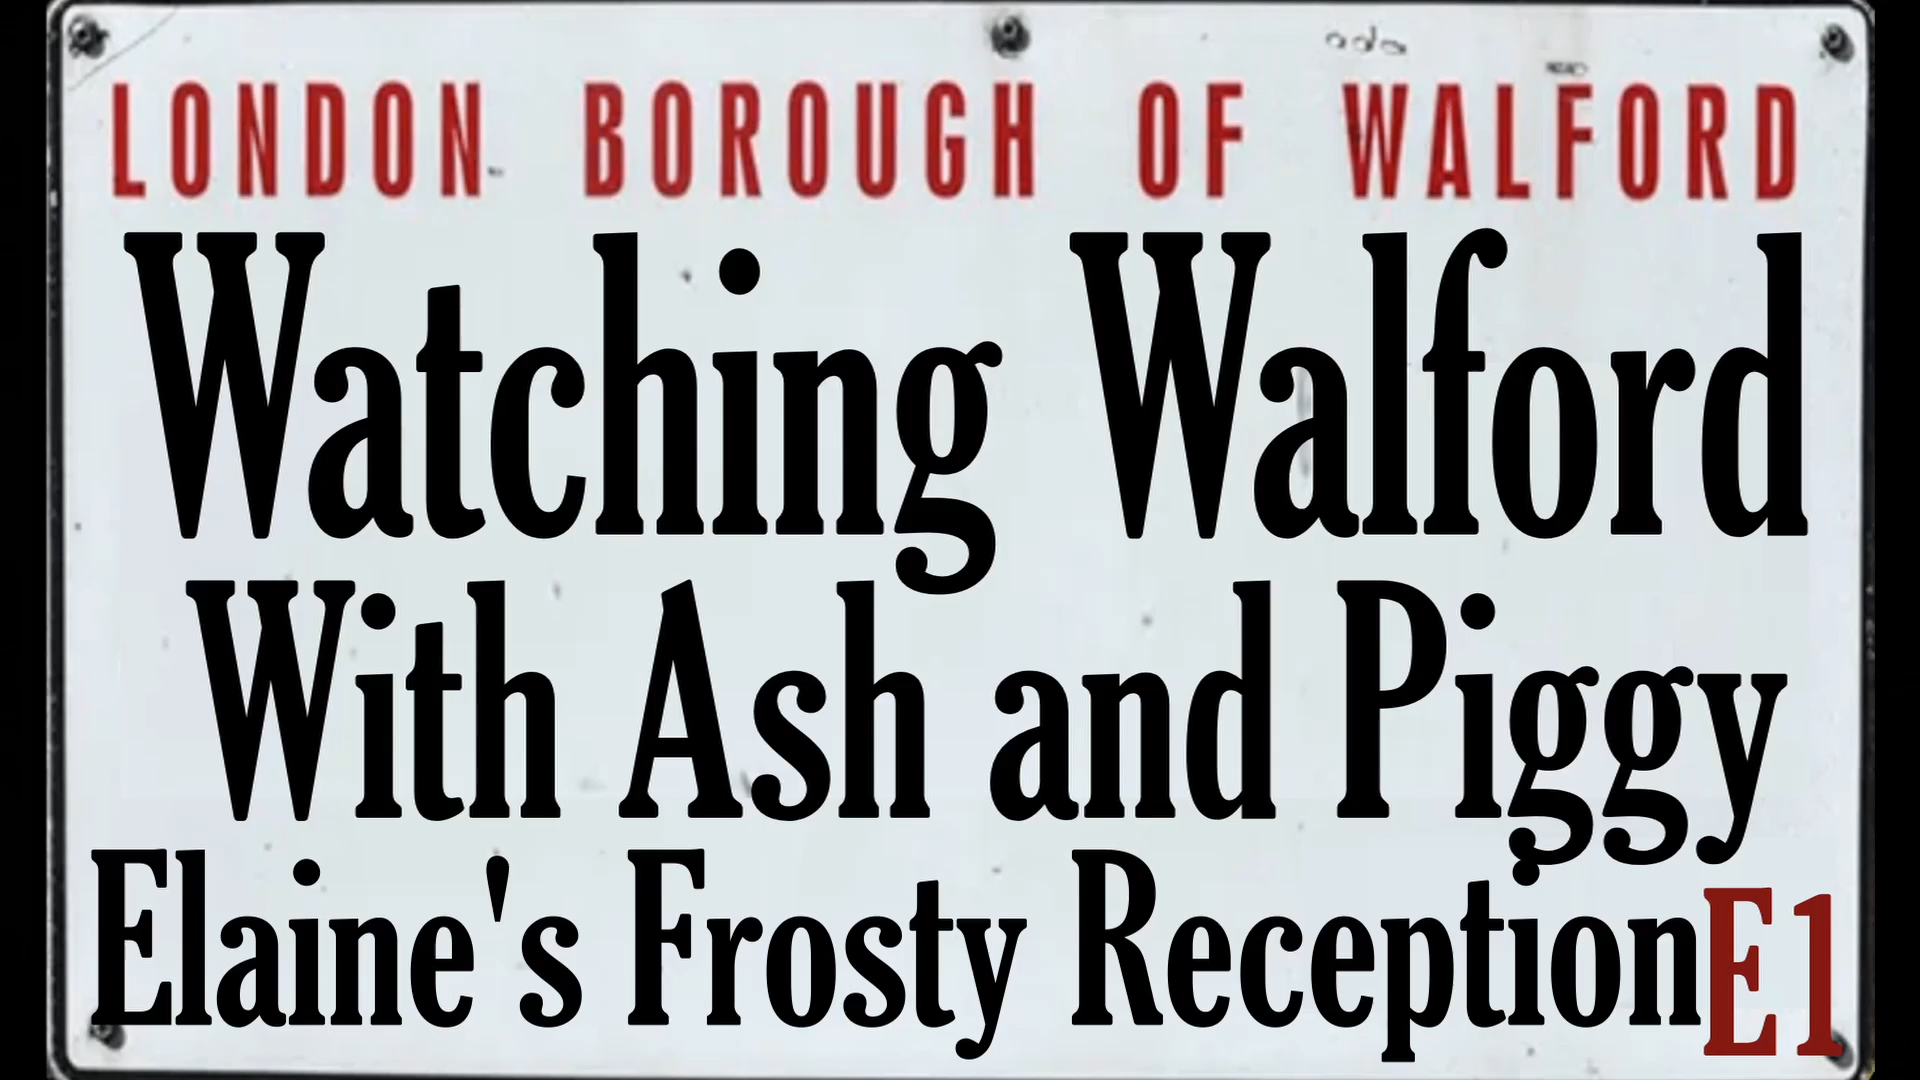 LONDON BOROUGH OF WALFORD
Watching Walford
With Ash and Piggy
Elaine's Frosty Reception E1